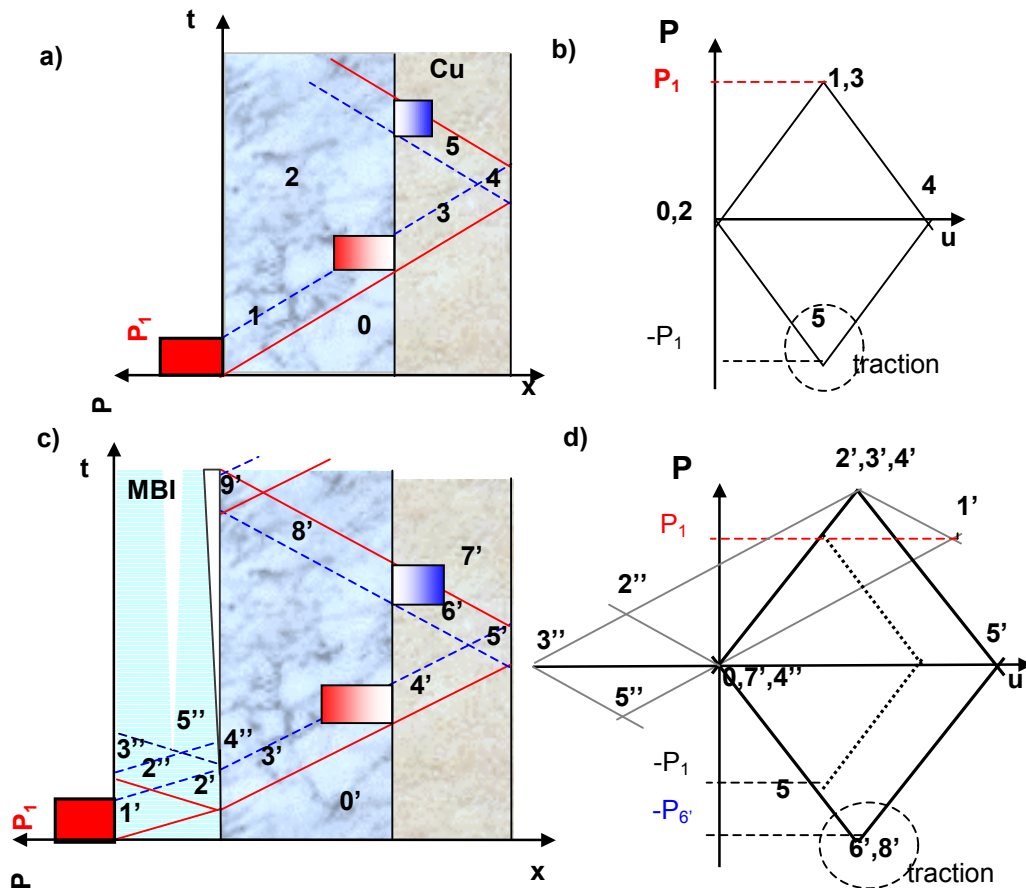 a)
t
Cu
5
2
4
3
1
0
P₁
x
P
b)
P
P₁
1,3
4
0,2
u
5
-P₁
traction
c)
t
MBI
9’
8’
7’
6’
5’
4’
5’’
4’’
3’’
3’
2’’
2’
1’
0’
P₁
x
P
d)
P
2’,3’,4’
P₁
1’
2’’
5’
3’’
0,7’,4’’
u
5’’
-P₁
5
-P₆’
6’,8’
traction